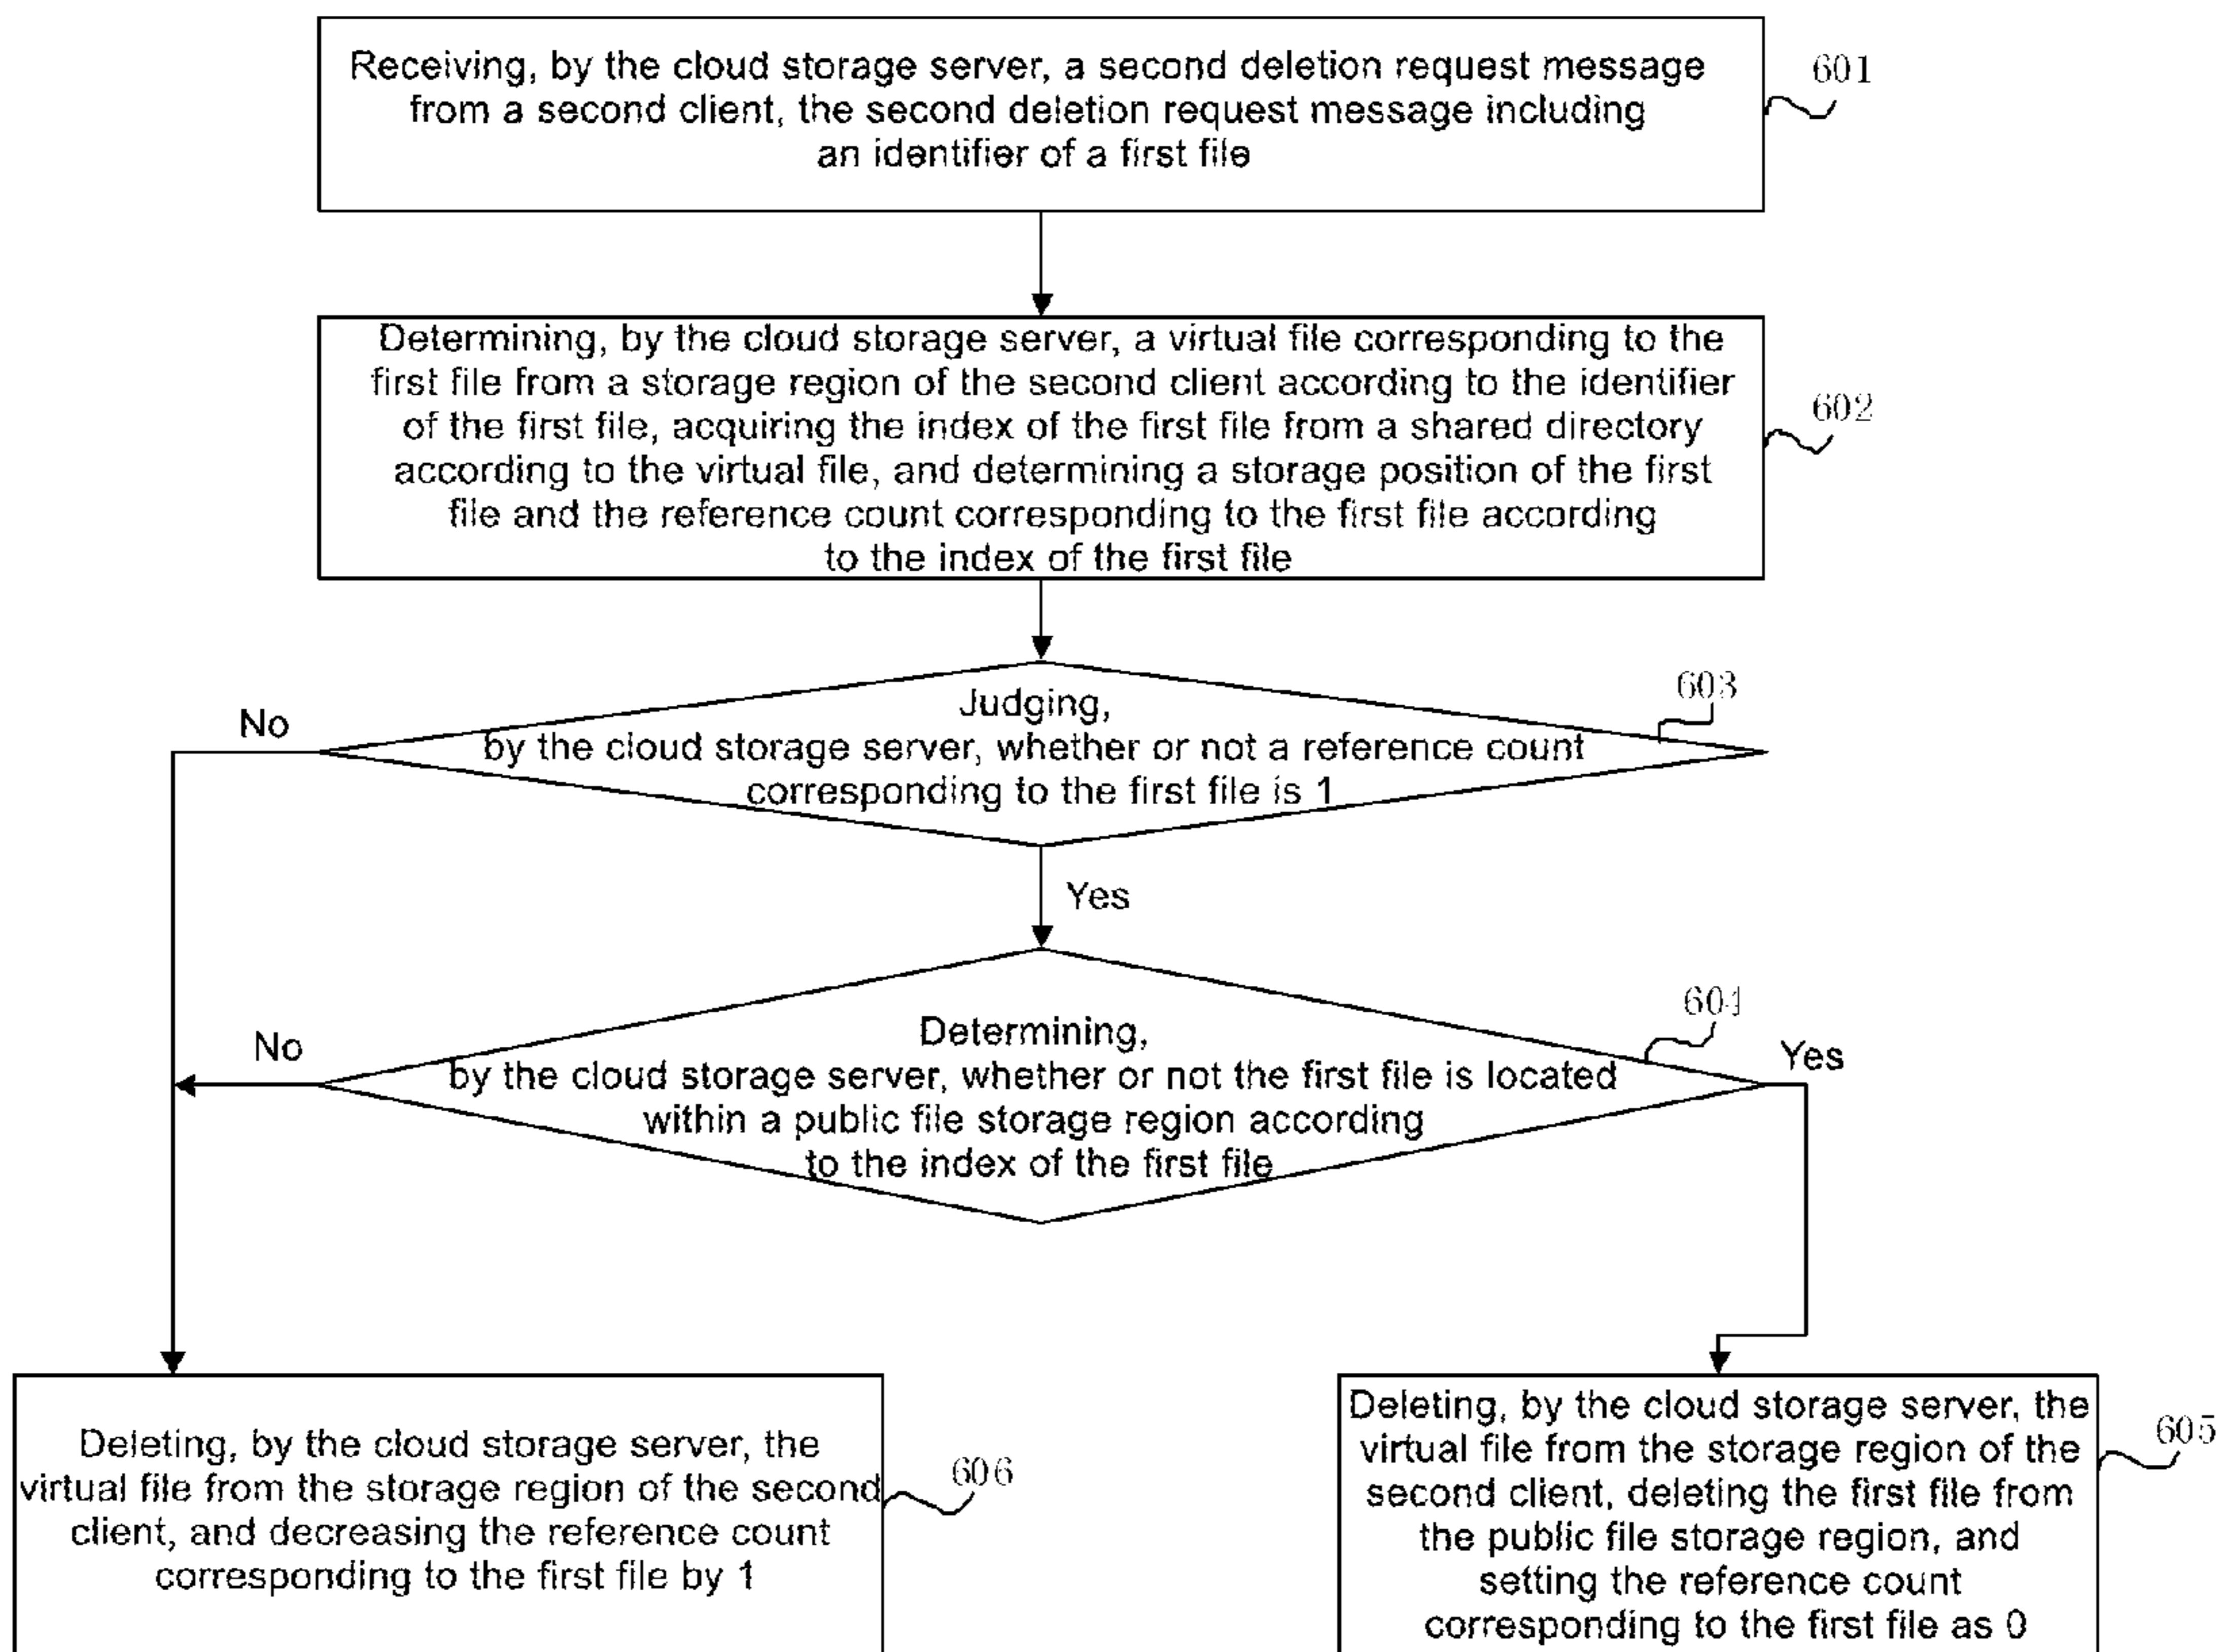 Receiving, by the cloud storage server, a second deletion request message
from a second client, the second deletion request message including
an identifier of a first file
601
Determining, by the cloud storage server, a virtual file corresponding to the
first file from a storage region of the second client according to the identifier
of the first file, acquiring the index of the first file from a shared directory
according to the virtual file, and determining a storage position of the first
file and the reference count corresponding to the first file according
to the index of the first file
602
603
Judging,
by the cloud storage server, whether or not a reference count
corresponding to the first file is 1
No
Yes
604
Determining,
by the cloud storage server, whether or not the first file is located
within a public file storage region according
to the index of the first file
No
Yes
Deleting, by the cloud storage server, the
virtual file from the storage region of the second
client, and decreasing the reference count
corresponding to the first file by 1
606
Deleting, by the cloud storage server, the
virtual file from the storage region of the
second client, deleting the first file from
the public file storage region, and
setting the reference count
corresponding to the first file as 0
605